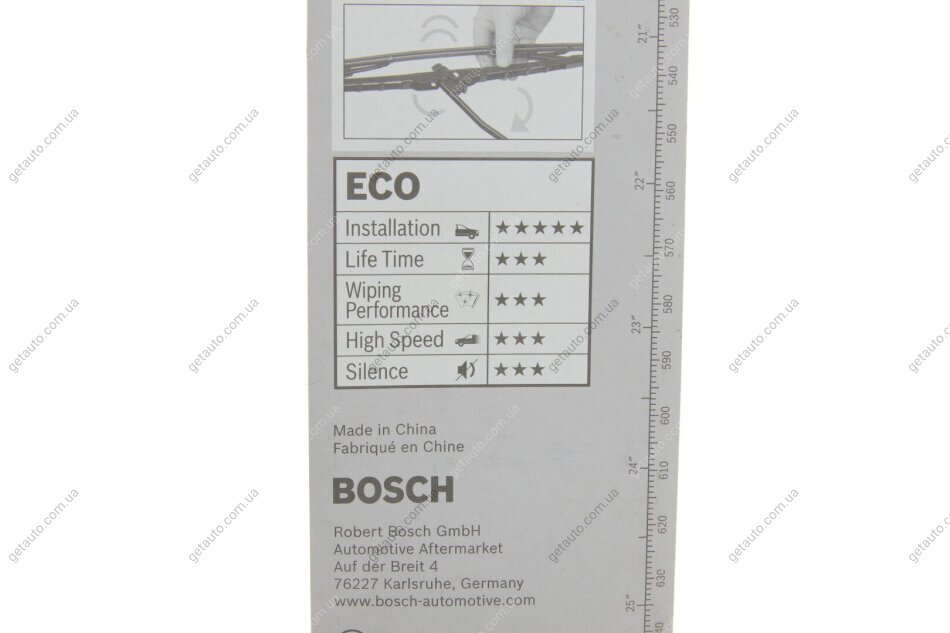 ECO
Installation ★★★★★
Life Time ★★★
Wiping
Performance ★★★
High Speed ★★★
Silence ★★★
Made in China
Fabriqué en Chine
BOSCH
Robert Bosch GmbH
Automotive Aftermarket
Auf der Breit 4
76227 Karlsruhe, Germany
www.bosch-automotive.com
530
21"
540
550
22"
560
570
580
23"
590
600
24"
610
620
630
25"
getauto.com.ua